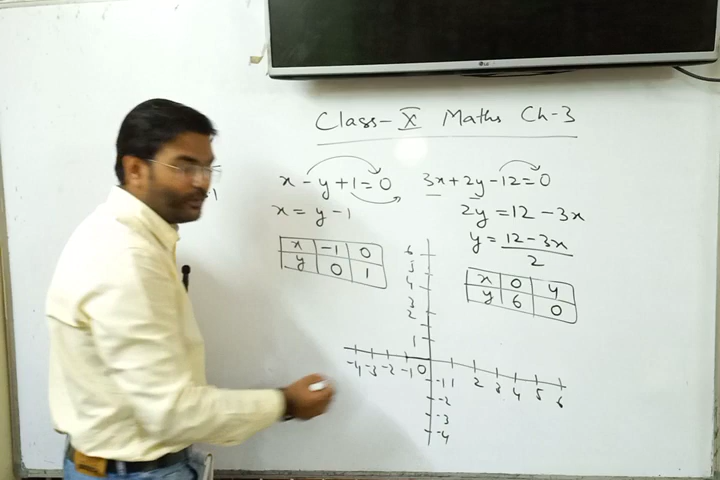 LG
Class-X Maths Ch-3
x - y + 1 = 0
x = y - 1
x -1 0
y 0 1
3x + 2y - 12 = 0
2y = 12 - 3x
y = 12 - 3x
2
x 0 4
y 6 0
6
5
4
3
2
1
-4 -3 -2 -1 0 1 2 3 4 5 6
-1
-2
-3
-4